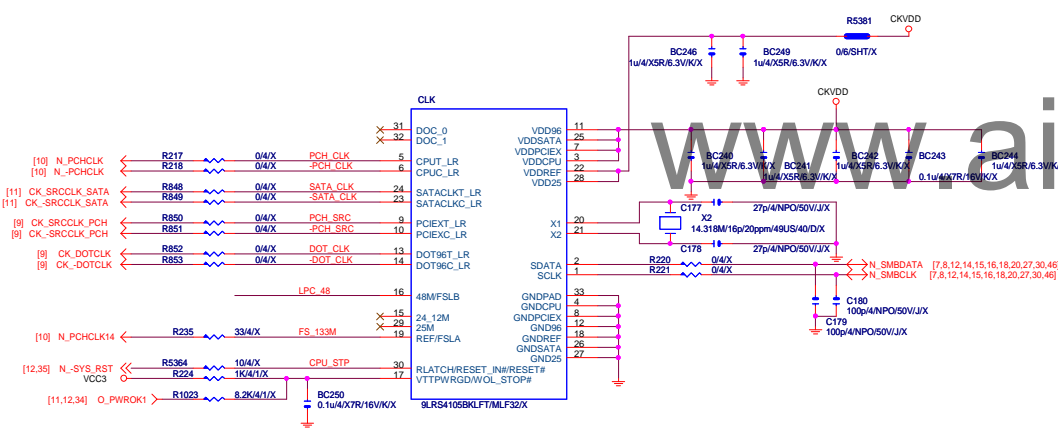 R5381
CKVDD
0/6/SHT/X
BC246
1u/4/X5R/6.3V/K/X
BC249
1u/4/X5R/6.3V/K/X
CLK
CKVDD
www.ai
31 DOC_0
32 DOC_1
[10] N_PCHCLK R217 0/4/X PCH_CLK 5 CPUT_LR
[10] N_-PCHCLK R218 0/4/X -PCH_CLK 6 CPUC_LR
[11] CK_SRCCLK_SATA R848 0/4/X SATA_CLK 24 SATACLKT_LR
[11] CK_-SRCCLK_SATA R849 0/4/X -SATA_CLK 23 SATACLKC_LR
[9] CK_SRCCLK_PCH R850 0/4/X PCH_SRC 9 PCIEXT_LR
[9] CK_-SRCCLK_PCH R851 0/4/X -PCH_SRC 10 PCIEXC_LR
[9] CK_DOTCLK R852 0/4/X DOT_CLK 13 DOT96T_LR
[9] CK_-DOTCLK R853 0/4/X -DOT_CLK 14 DOT96C_LR
LPC_48 16 48M/FSLB
15 24_12M
29 25M
[10] N_PCHCLK14 R235 33/4/X FS_133M 19 REF/FSLA
[12,35] N_-SYS_RST R5364 10/4/X CPU_STP 30 RLATCH/RESET_IN#/RESET#
VCC3 R224 1K/4/1/X 17 VTTPWRGD/WOL_STOP#
[11,12,34] O_PWROK1 R1023 8.2K/4/1/X
BC250
0.1u/4/X7R/16V/K/X
9LRS4105BKLFT/MLF32/X
VDD96 11
VDDSATA 25
VDDPCIEX 7
VDDCPU 3
VDDREF 22
VDD25 28
BC240
1u/4/X5R/6.3V/K/X
BC241
1u/4/X5R/6.3V/K/X
BC242
1u/4/X5R/6.3V/K/X
BC243
0.1u/4/X7R/16V/K/X
BC244
1u/4/X5R/6.3V/K/
X1 20
X2 21
C177 27p/4/NPO/50V/J/X
X2
14.318M/16p/20ppm/49US/40/D/X
C178 27p/4/NPO/50V/J/X
SDATA 2 R220 0/4/X N_SMBDATA [7,8,12,14,15,16,18,20,27,30,46]
SCLK 1 R221 0/4/X N_SMBCLK [7,8,12,14,15,16,18,20,27,30,46]
C180
100p/4/NPO/50V/J/X
C179
100p/4/NPO/50V/J/X
GNDPAD 33
GNDCPU 4
GNDPCIEX 8
GND96 12
GNDREF 18
GNDSATA 26
GND25 27